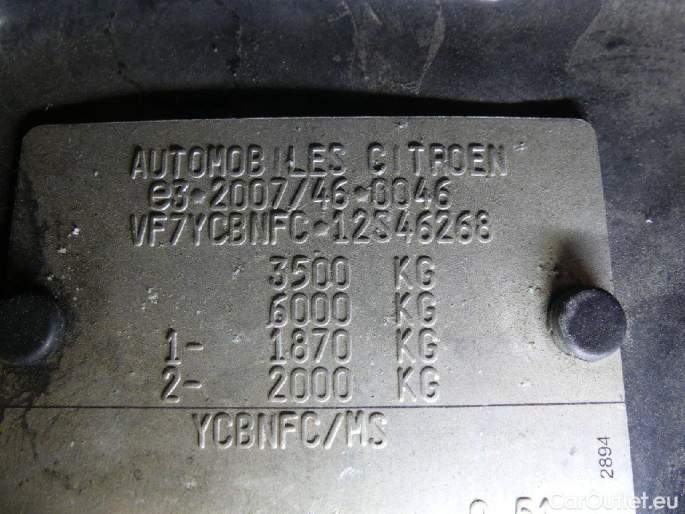 AUTOMOBILES CITROEN
e3*2007/46*0046
VF7YCBNFC*12546268
3500 KG
6000 KG
1- 1870 KG
2- 2000 KG
YCBNFC/MS
2894
CarOutlet.eu